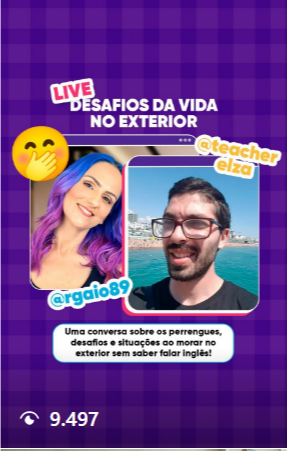 LIVE
DESAFIOS DA VIDA
NO EXTERIOR
@teacher
elza
@rgaio89
Uma conversa sobre os perrengues,
desafios e situações ao morar no
exterior sem saber falar inglês!
9.497